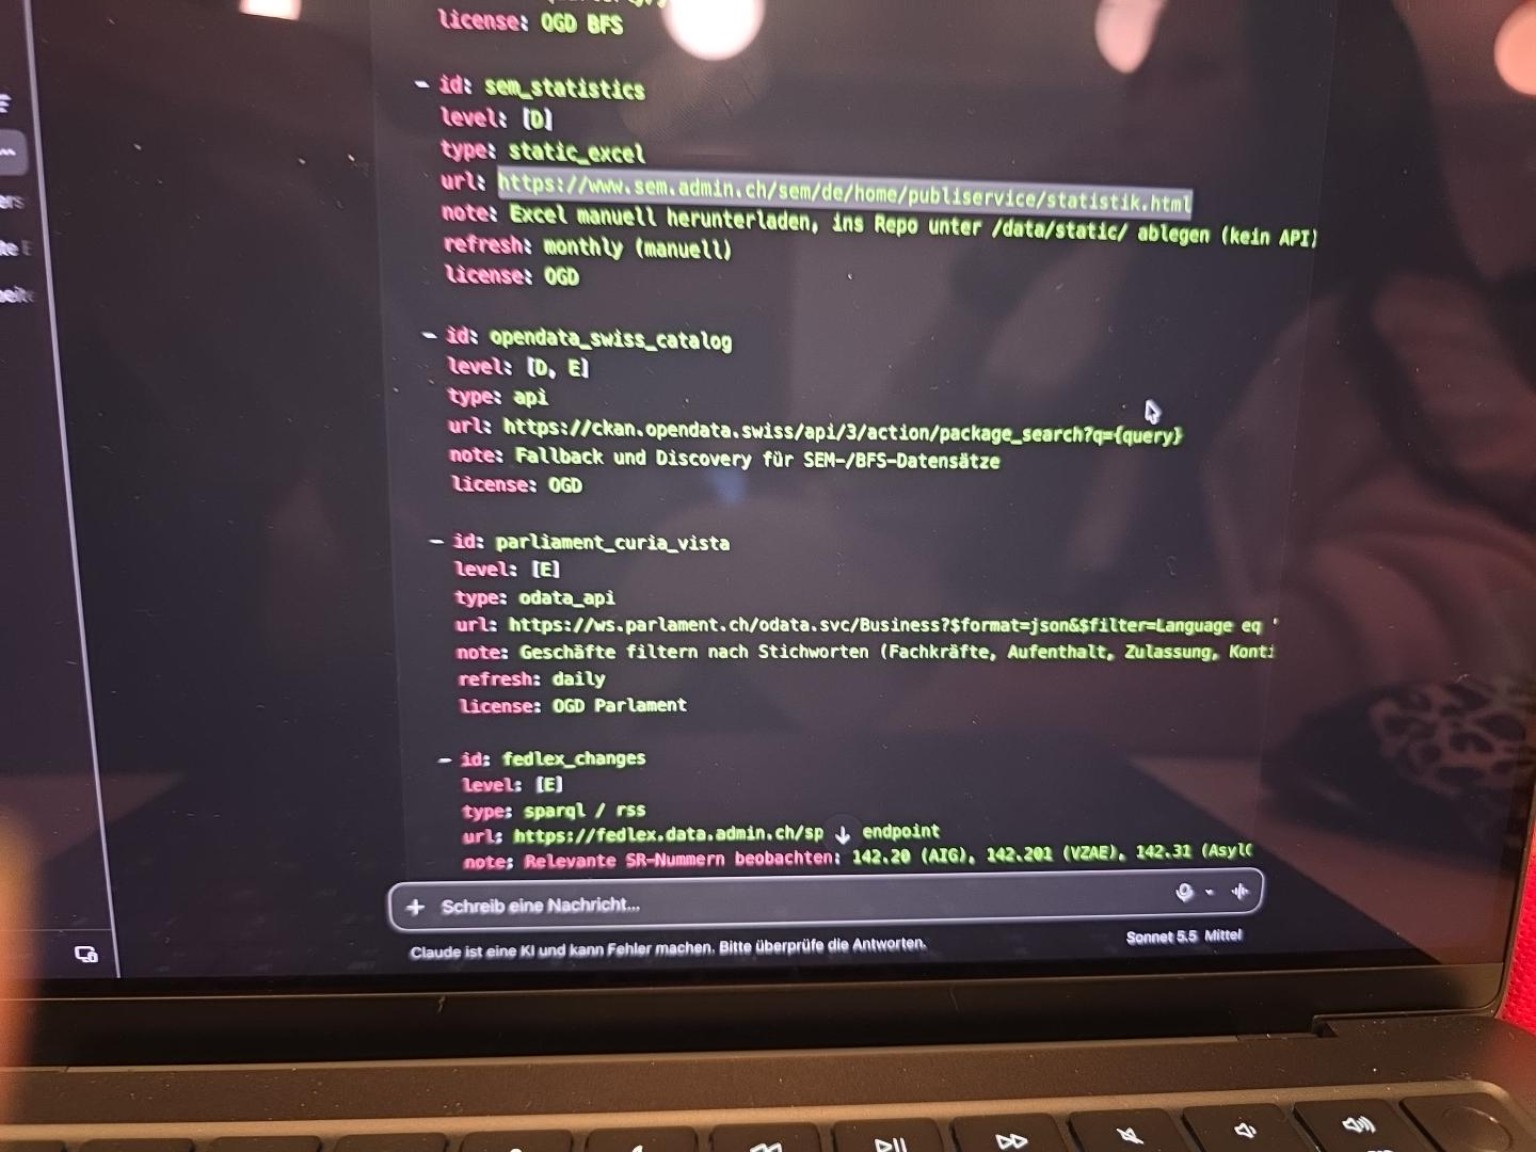 license: OGD BFS
- id: sem_statistics
level: [D]
type: static_excel
url: https://www.sem.admin.ch/sem/de/home/publiservice/statistik.html
note: Excel manuell herunterladen, ins Repo unter /data/static/ ablegen (kein API)
refresh: monthly (manuell)
license: OGD
- id: opendata_swiss_catalog
level: [D, E]
type: api
url: https://ckan.opendata.swiss/api/3/action/package_search?q={query}
note: Fallback und Discovery für SEM-/BFS-Datensätze
license: OGD
- id: parliament_curia_vista
level: [E]
type: odata_api
url: https://ws.parlament.ch/odata.svc/Business?$format=json&$filter=Language eq '
note: Geschäfte filtern nach Stichworten (Fachkräfte, Aufenthalt, Zulassung, Konti
refresh: daily
license: OGD Parlament
- id: fedlex_changes
level: [E]
type: sparql / rss
url: https://fedlex.data.admin.ch/sp endpoint
note: Relevante SR-Nummern beobachten: 142.20 (AIG), 142.201 (VZAE), 142.31 (Asyl
Schreib eine Nachricht...
Claude ist eine KI und kann Fehler machen. Bitte überprüfe die Antworten.
Sonnet 5.5 Mittel